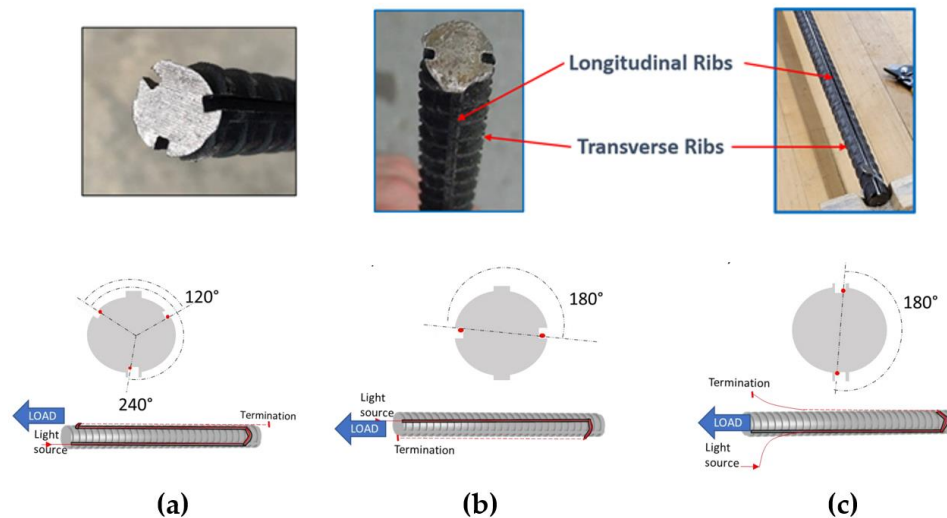 Longitudinal Ribs
Transverse Ribs
120°
240°
LOAD
Light
source
Termination
180°
Light
source
LOAD
Termination
180°
Termination
LOAD
Light
source
(a)
(b)
(c)